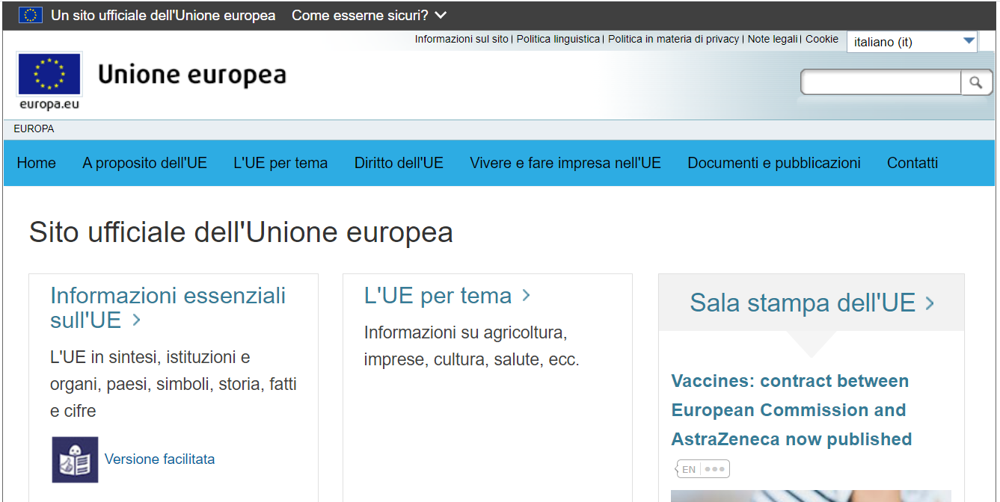 Un sito ufficiale dell'Unione europea Come esserne sicuri?
Informazioni sul sito | Politica linguistica | Politica in materia di privacy | Note legali | Cookie
italiano (it)
Unione europea
europa.eu
EUROPA
Home A proposito dell'UE L'UE per tema Diritto dell'UE Vivere e fare impresa nell'UE Documenti e pubblicazioni Contatti
Sito ufficiale dell'Unione europea
Informazioni essenziali
sull'UE
L'UE in sintesi, istituzioni e
organi, paesi, simboli, storia, fatti
e cifre
Versione facilitata
L'UE per tema
Informazioni su agricoltura,
imprese, cultura, salute, ecc.
Sala stampa dell'UE
Vaccines: contract between
European Commission and
AstraZeneca now published
EN